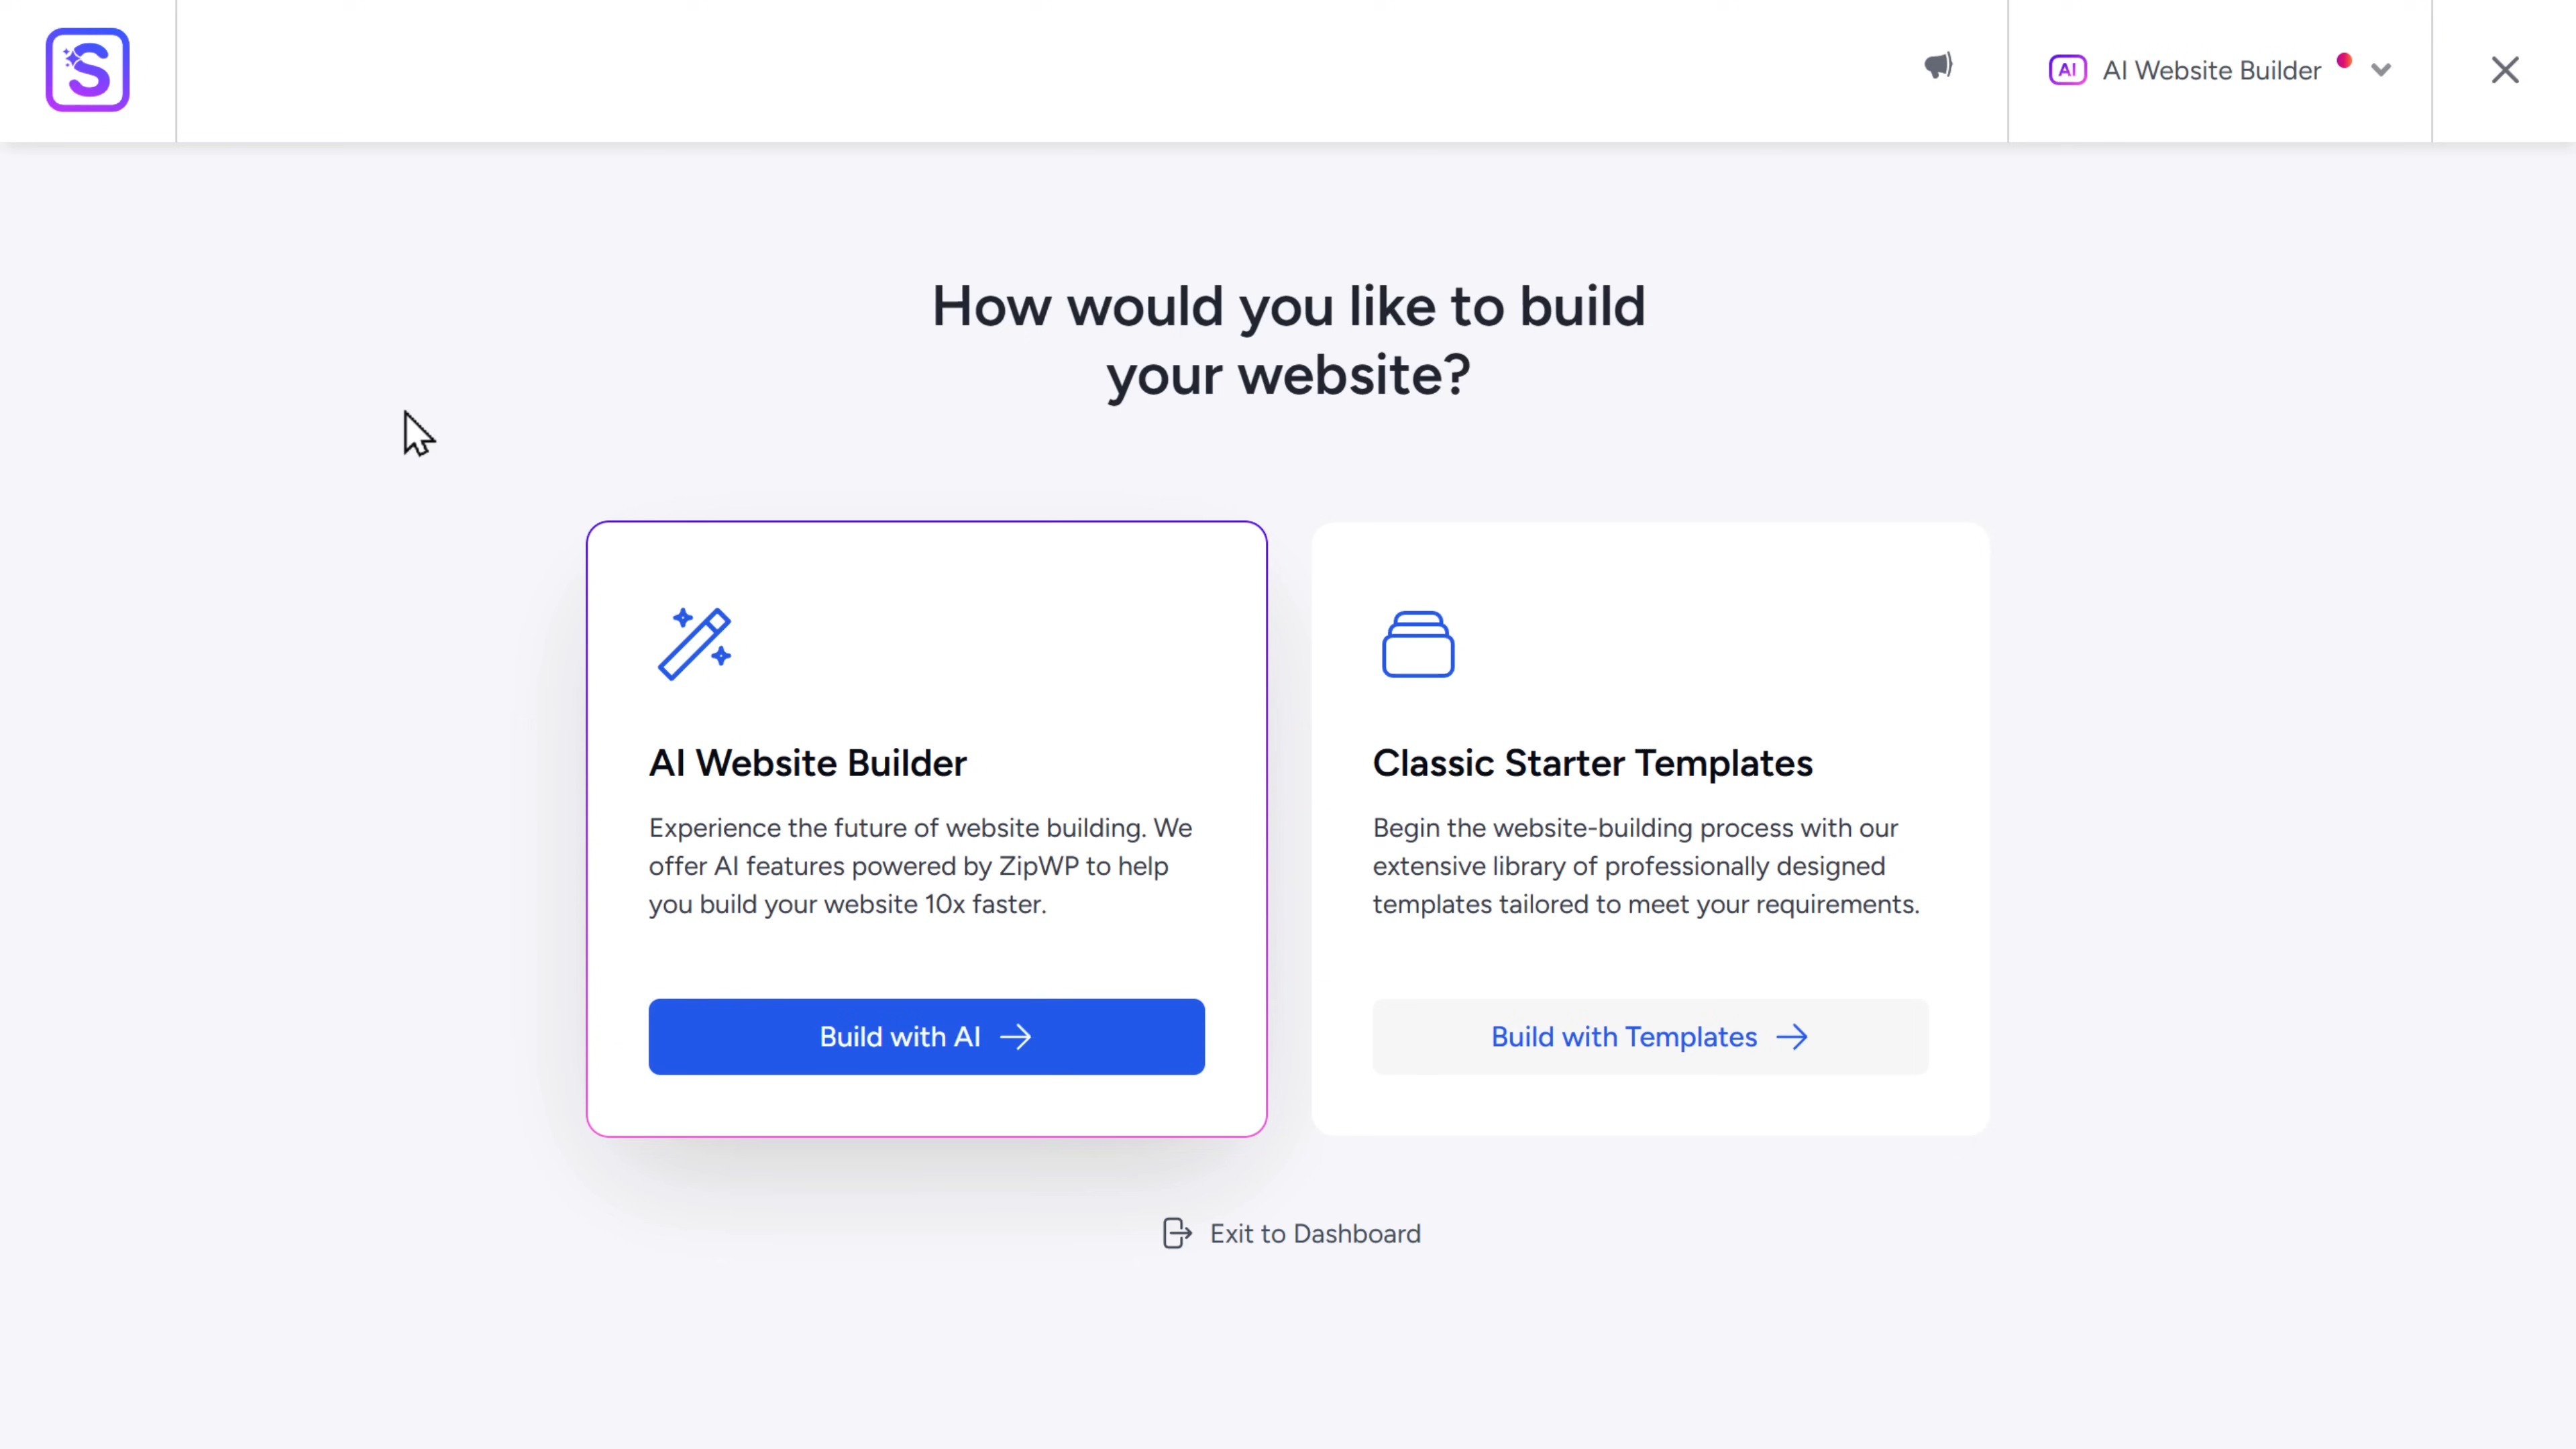 S
AI
AI Website Builder
How would you like to build
your website?
AI Website Builder
Experience the future of website building. We
offer AI features powered by ZipWP to help
you build your website 10x faster.
Build with AI
Classic Starter Templates
Begin the website-building process with our
extensive library of professionally designed
templates tailored to meet your requirements.
Build with Templates
Exit to Dashboard